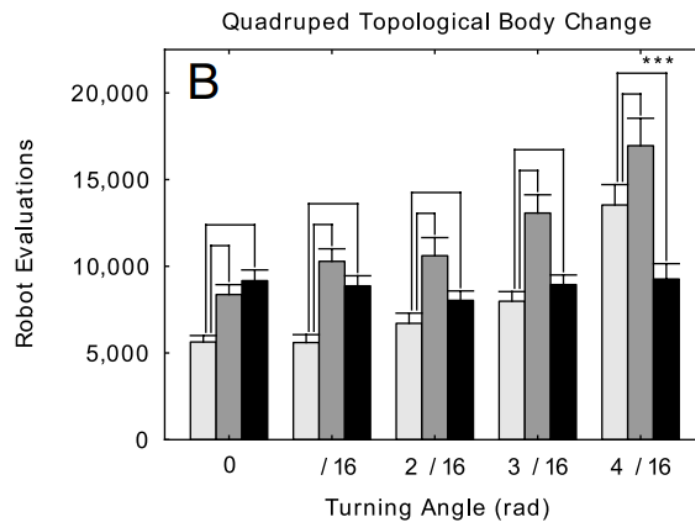 Quadruped Topological Body Change
B
***
20,000
15,000
10,000
5,000
0
Robot Evaluations
0 / 16 2 / 16 3 / 16 4 / 16
Turning Angle (rad)